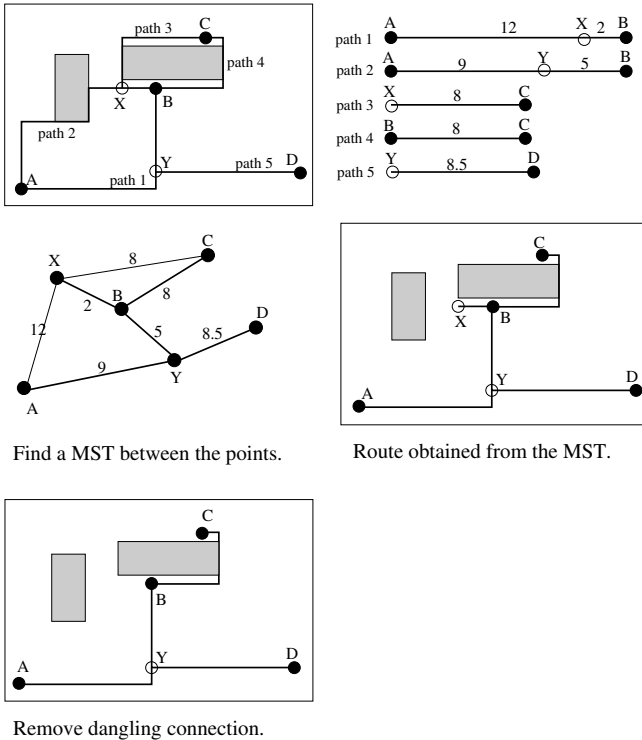 path 3
C
path 4
X
B
path 2
Y
path 5
D
A
path 1
A
12
X
2
B
path 1
A
9
Y
5
B
path 2
X
8
C
path 3
B
8
C
path 4
Y
8.5
D
path 5
X
8
C
2
B
8
12
5
8.5
D
9
Y
A
Find a MST between the points.
C
X
B
A
Y
D
Route obtained from the MST.
C
B
A
Y
D
Remove dangling connection.